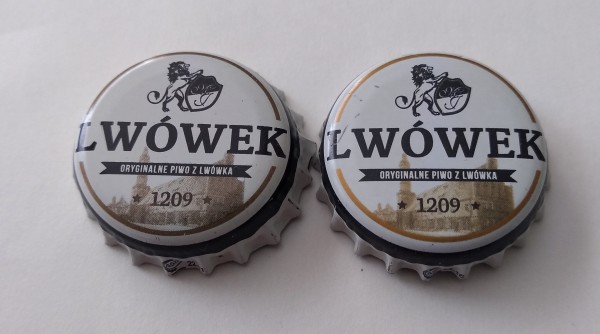 LWÓWEK
ORYGINALNE PIWO Z LWÓWKA
★ 1209 ★
LWÓWEK
ORYGINALNE PIWO Z LWÓWKA
★ 1209 ★